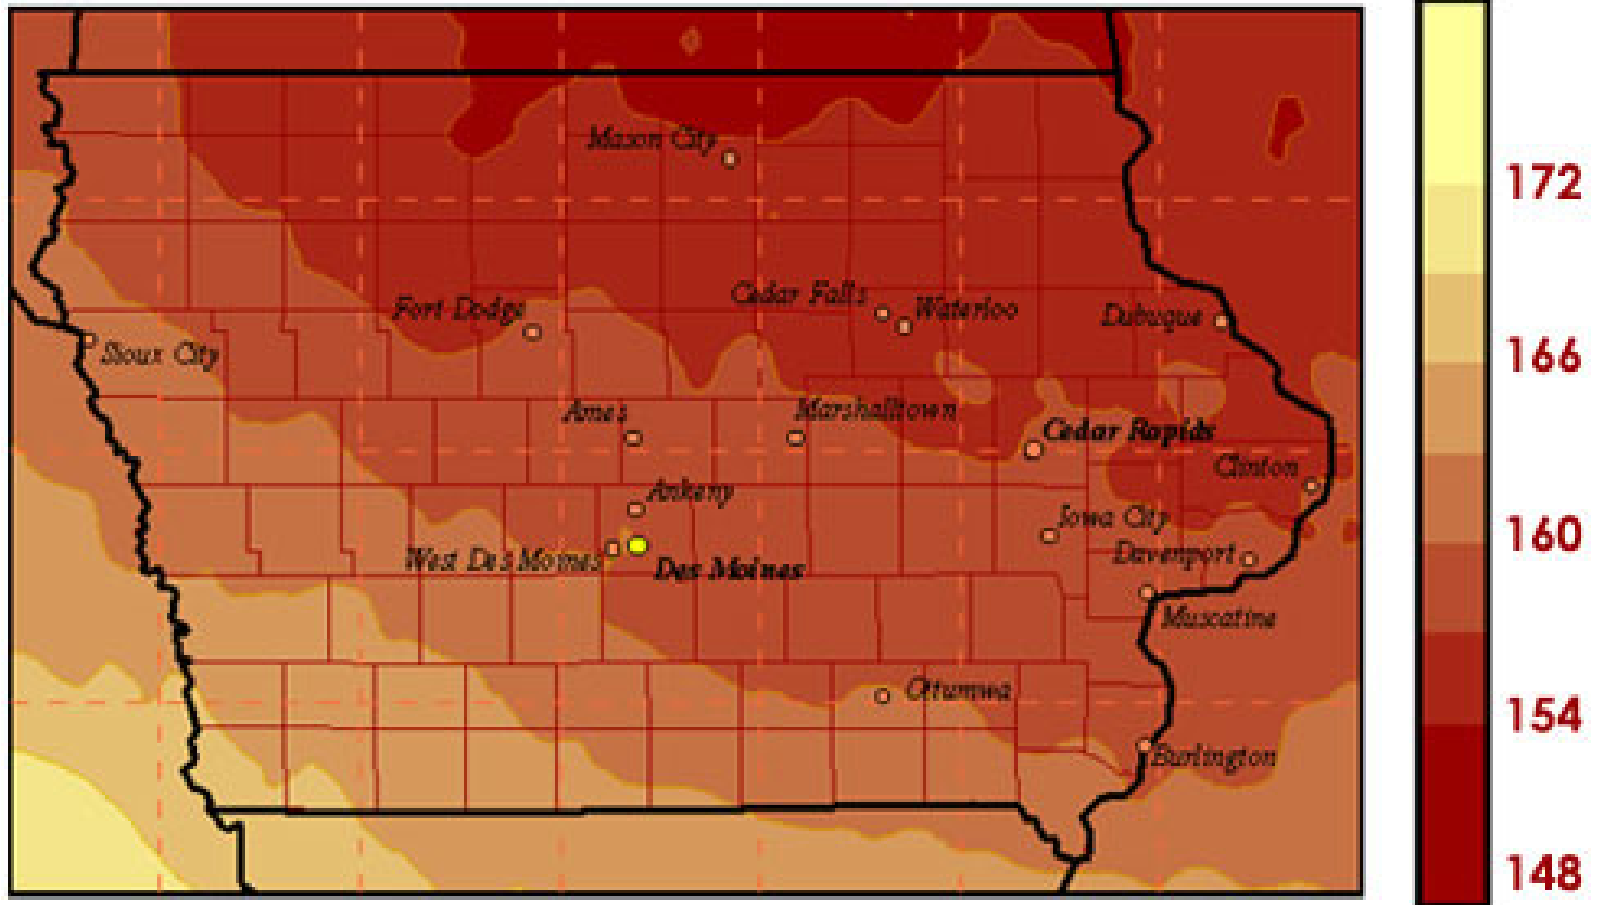 Mason City
172
Cedar Falls
Fort Dodge
Waterloo
Dubuque
Sioux City
166
Ames
Marshalltown
Cedar Rapids
Clinton
Ankeny
Iowa City
160
West Des Moines
Des Moines
Davenport
Muscatine
Ottumwa
154
Burlington
148